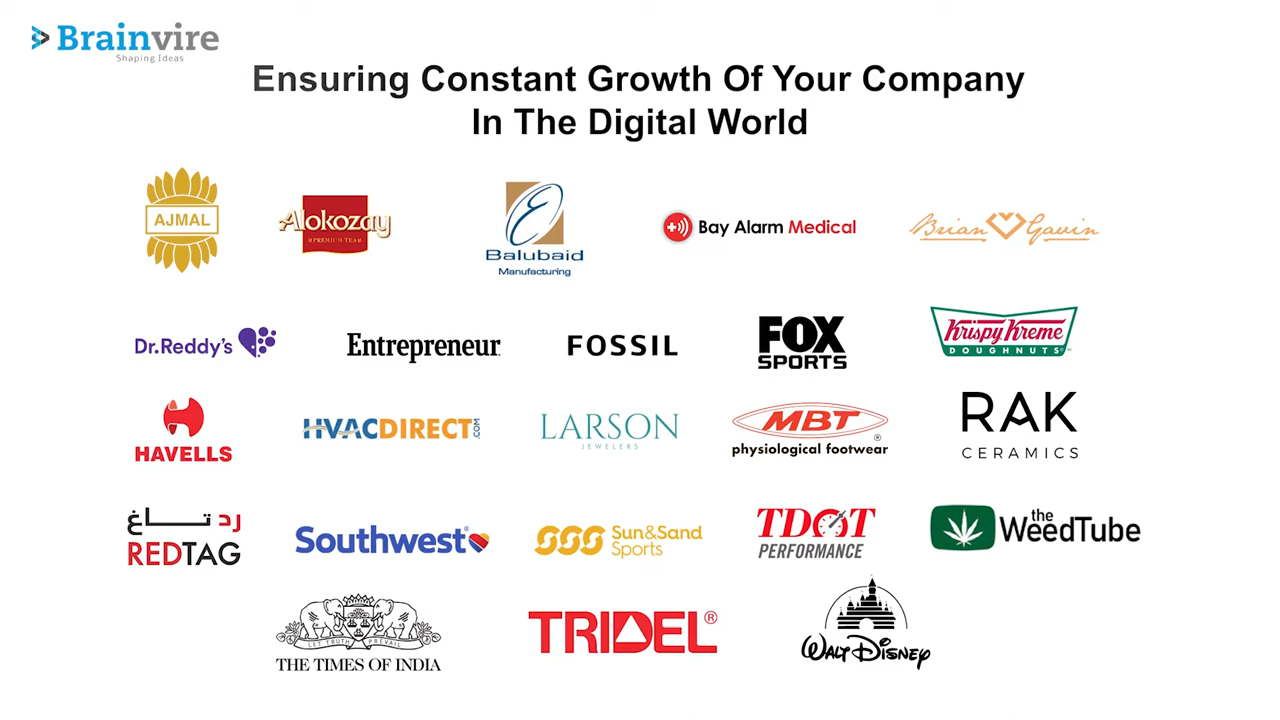 Brainvire
Shaping Ideas
Ensuring Constant Growth Of Your Company
In The Digital World
AJMAL
Alokozay
PREMIUM TEA
Balubaid
Manufacturing
Bay Alarm Medical
Brian Gavin
Dr.Reddy's
Entrepreneur
FOSSIL
FOX
SPORTS
Krispy Kreme
DOUGHNUTS
HAVELLS
HVACDIRECT.COM
LARSON
JEWELERS
MBT
®
physiological footwear
RAK
CERAMICS
رد تاغ
REDTAG
Southwest®
SSS Sun&Sand
Sports
TDOT
PERFORMANCE
the
WeedTube
LET TRUTH PREVAIL
THE TIMES OF INDIA
TRIDEL®
WALT DISNEY